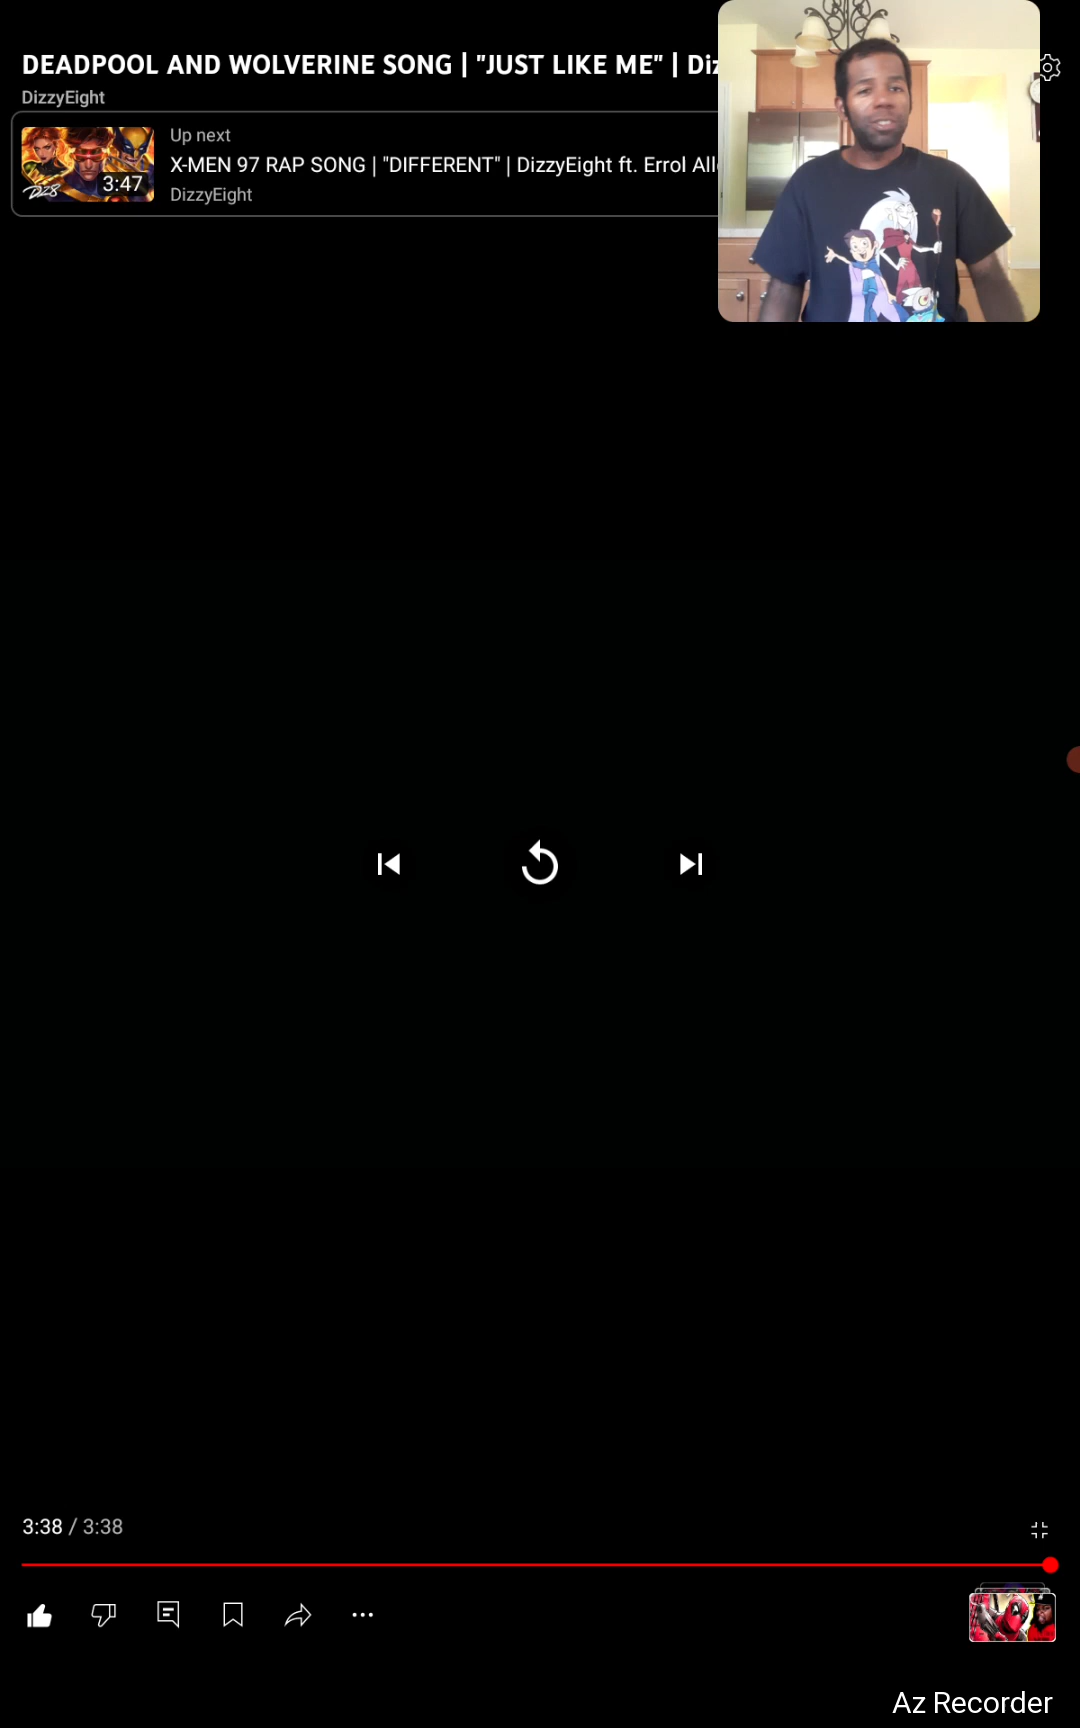 DEADPOOL AND WOLVERINE SONG | "JUST LIKE ME" | Diz
DizzyEight
Up next
X-MEN 97 RAP SONG | "DIFFERENT" | DizzyEight ft. Errol All
DizzyEight
3:47
3:38 / 3:38
Az Recorder